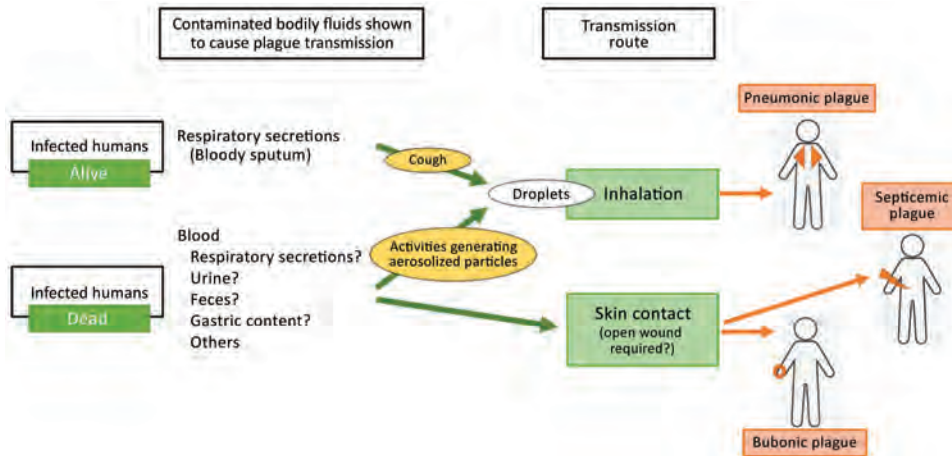 Contaminated bodily fluids shown
to cause plague transmission
Transmission
route
Pneumonic plague
Infected humans
Alive
Respiratory secretions
(Bloody sputum)
Cough
Droplets
Inhalation
Septicemic
plague
Infected humans
Dead
Blood
Respiratory secretions?
Urine?
Feces?
Gastric content?
Others
Activities generating
aerosolized particles
Skin contact
(open wound
required?)
Bubonic plague